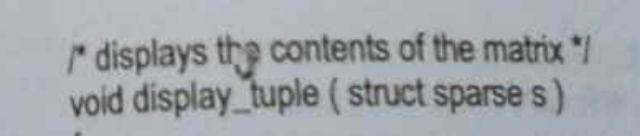 /* displays the contents of the matrix */
void display_tuple ( struct sparse s )